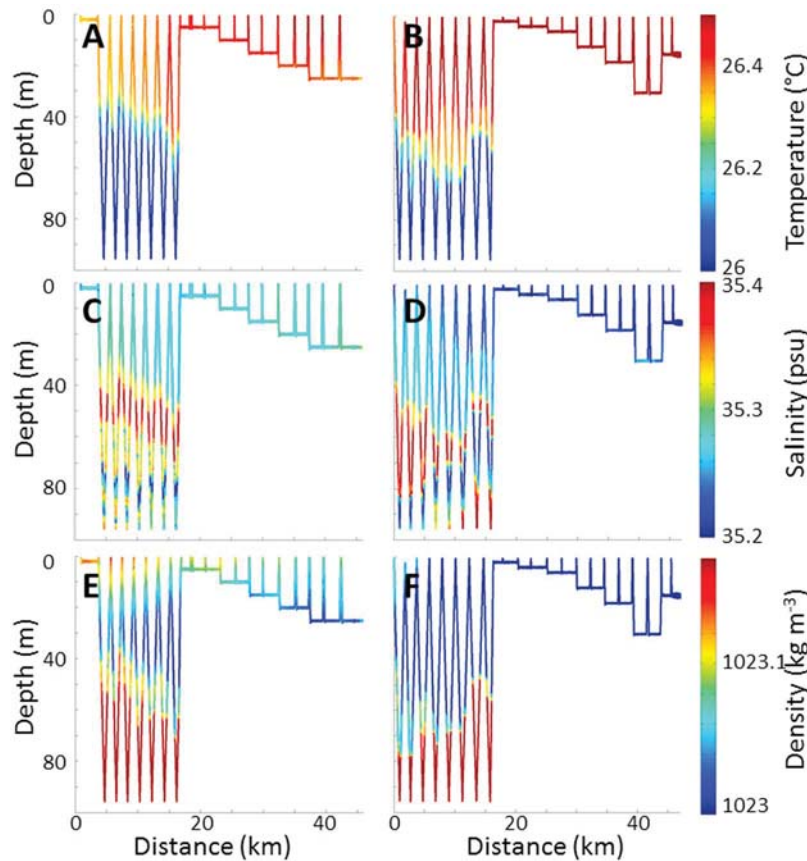 A
B
0
40
80
Depth (m)
26.4
26.2
26
Temperature (°C)
C
D
0
40
80
Depth (m)
35.4
35.3
35.2
Salinity (psu)
E
F
0
40
80
Depth (m)
1023.1
1023
Density (kg m⁻³)
0 20 40
Distance (km)
0 20 40
Distance (km)